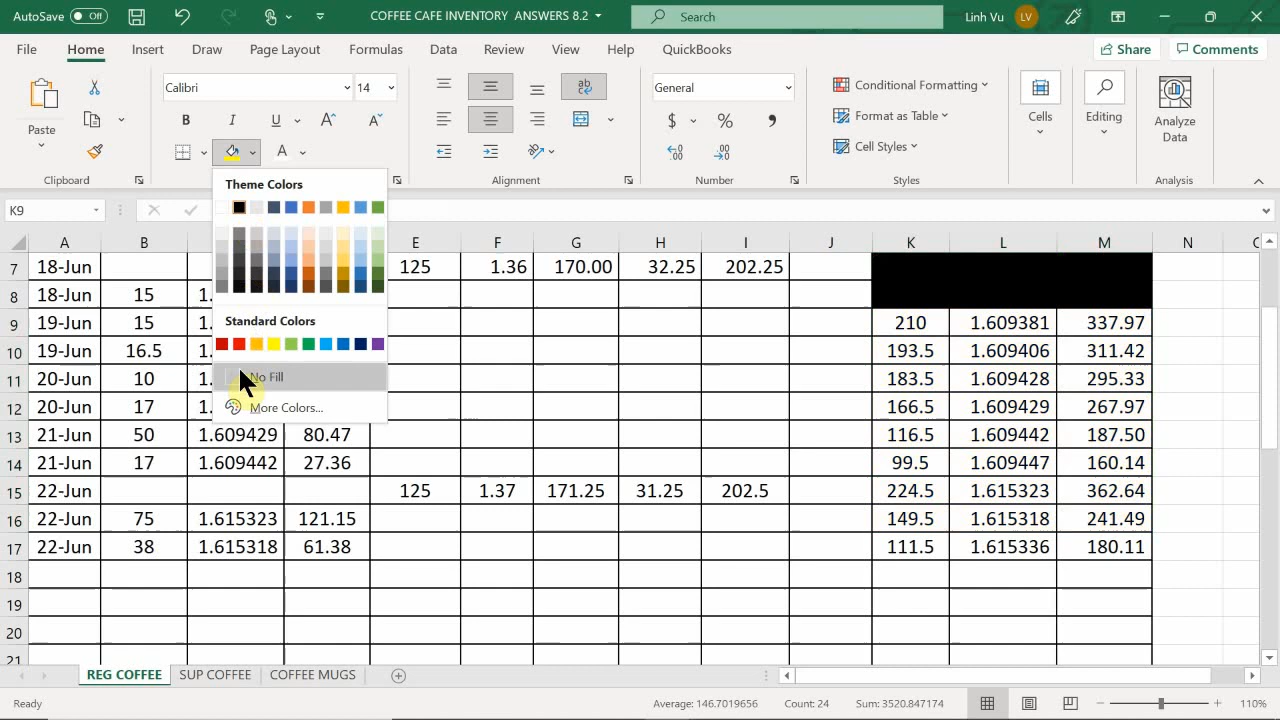 AutoSave Off COFFEE CAFE INVENTORY ANSWERS 8.2 Search Linh Vu LV
File Home Insert Draw Page Layout Formulas Data Review View Help QuickBooks Share Comments
Calibri 14 General Conditional Formatting
Paste B I U A A $ % , Format as Table Cells Editing Analyze Data
A Cell Styles
Clipboard Alignment Number Styles Analysis
K9
Theme Colors
Standard Colors
No Fill
More Colors...
A B E F G H I J K L M N
7 18-Jun 125 1.36 170.00 32.25 202.25
8 18-Jun 15 1.
9 19-Jun 15 1. 210 1.609381 337.97
10 19-Jun 16.5 1. 193.5 1.609406 311.42
11 20-Jun 10 1. 183.5 1.609428 295.33
12 20-Jun 17 1. 166.5 1.609429 267.97
13 21-Jun 50 1.609429 80.47 116.5 1.609442 187.50
14 21-Jun 17 1.609442 27.36 99.5 1.609447 160.14
15 22-Jun 125 1.37 171.25 31.25 202.5 224.5 1.615323 362.64
16 22-Jun 75 1.615323 121.15 149.5 1.615318 241.49
17 22-Jun 38 1.615318 61.38 111.5 1.615336 180.11
18
19
20
21
REG COFFEE SUP COFFEE COFFEE MUGS
Ready Average: 146.7019656 Count: 24 Sum: 3520.847174 110%